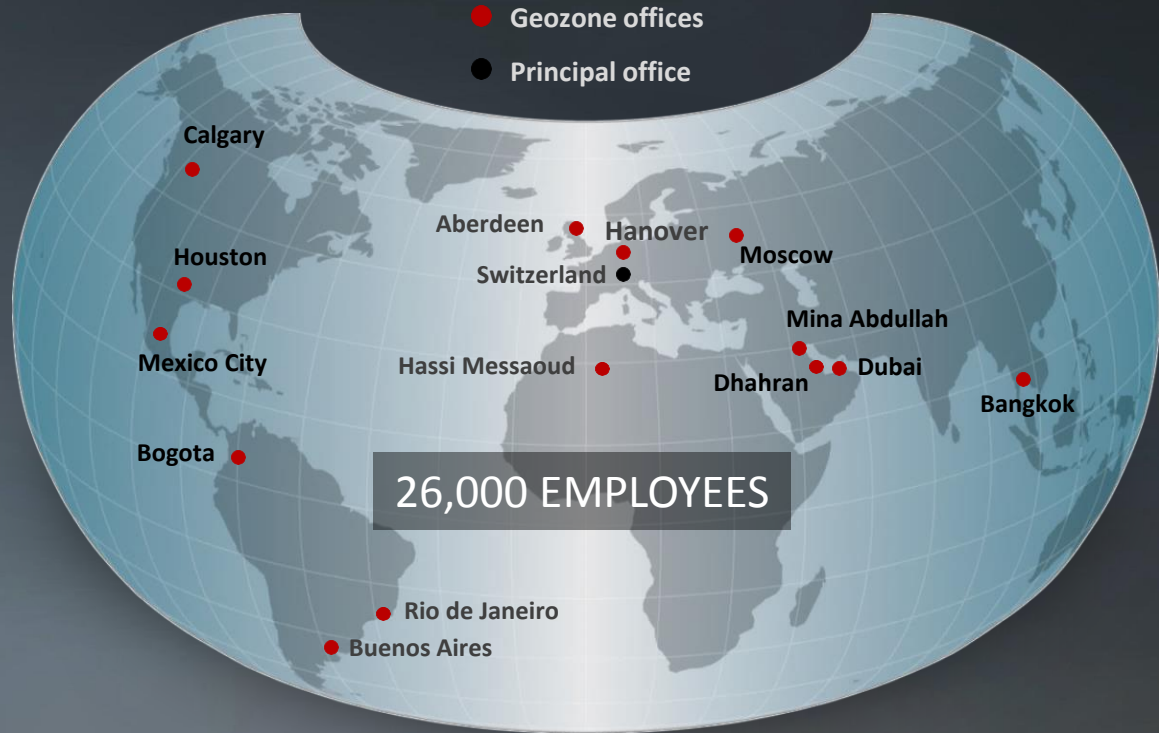 Geozone offices
Principal office
Calgary
Aberdeen
Hanover
Moscow
Houston
Switzerland
Mina Abdullah
Mexico City
Hassi Messaoud
Dhahran
Dubai
Bangkok
Bogota
26,000 EMPLOYEES
Rio de Janeiro
Buenos Aires